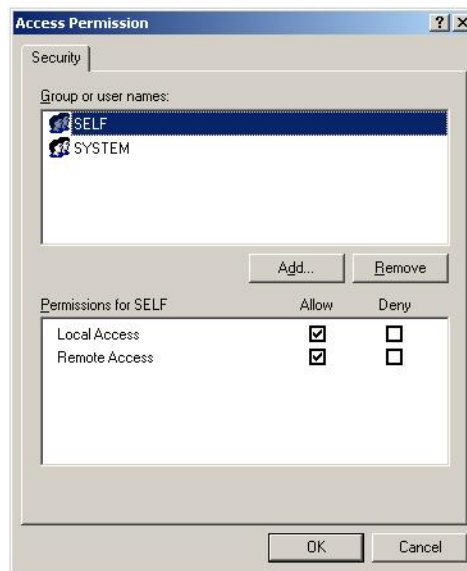 Access Permission
Security
Group or user names:
SELF
SYSTEM
Add... Remove
Permissions for SELF Allow Deny
Local Access
Remote Access
OK Cancel